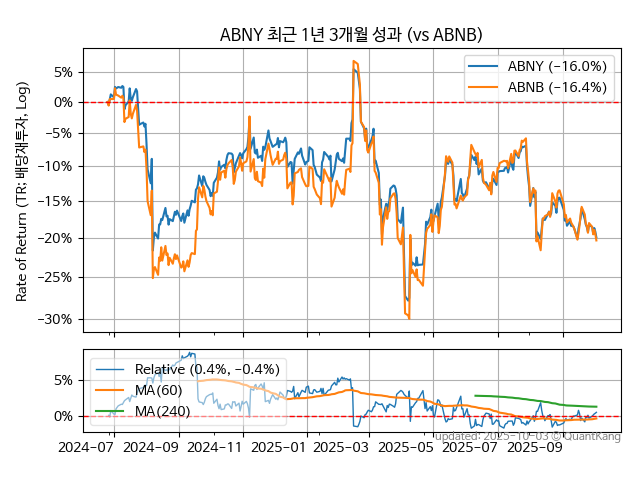 ABNY 최근 1년 3개월 성과 (vs ABNB)
Rate of Return (TR: 배당재투자, Log)
5%
0%
−5%
−10%
−15%
−20%
−25%
−30%
ABNY (−16.0%)
ABNB (−16.4%)
5%
0%
Relative (0.4%, −0.4%)
MA(60)
MA(240)
2024−07 2024−09 2024−11 2025−01 2025−03 2025−05 2025−07 2025−09
updated: 2025-10-03 © QuantKang